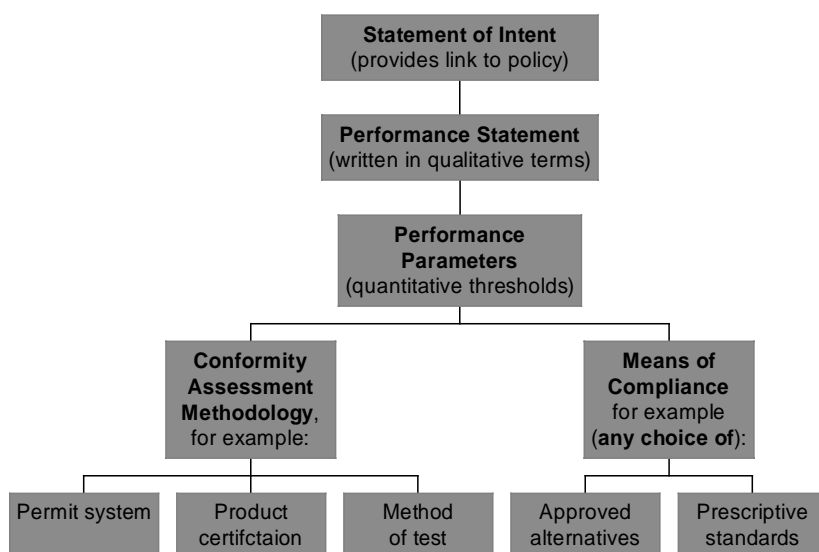 Statement of Intent
(provides link to policy)
Performance Statement
(written in qualitative terms)
Performance
Parameters
(quantitative thresholds)
Conformity
Assessment
Methodology,
for example:
Means of
Compliance
for example
(any choice of):
Permit system
Product
certifctaion
Method
of test
Approved
alternatives
Prescriptive
standards